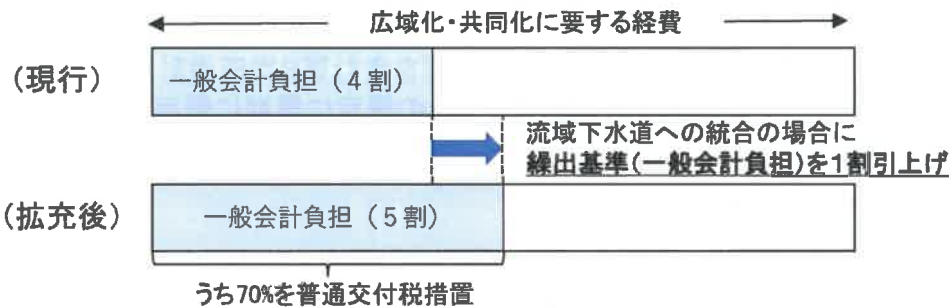 広域化・共同化に要する経費
(現行)
一般会計負担(4割)
流域下水道への統合の場合に
繰出基準(一般会計負担)を1割引上げ
(拡充後)
一般会計負担(5割)
うち70%を普通交付税措置